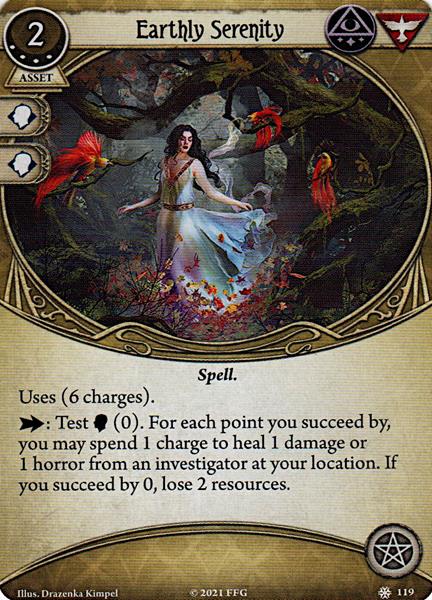 2
Earthly Serenity
ASSET
Spell.
Uses (6 charges).
: Test (0). For each point you succeed by,
you may spend 1 charge to heal 1 damage or
1 horror from an investigator at your location. If
you succeed by 0, lose 2 resources.
Illus. Drazenka Kimpel
© 2021 FFG
119